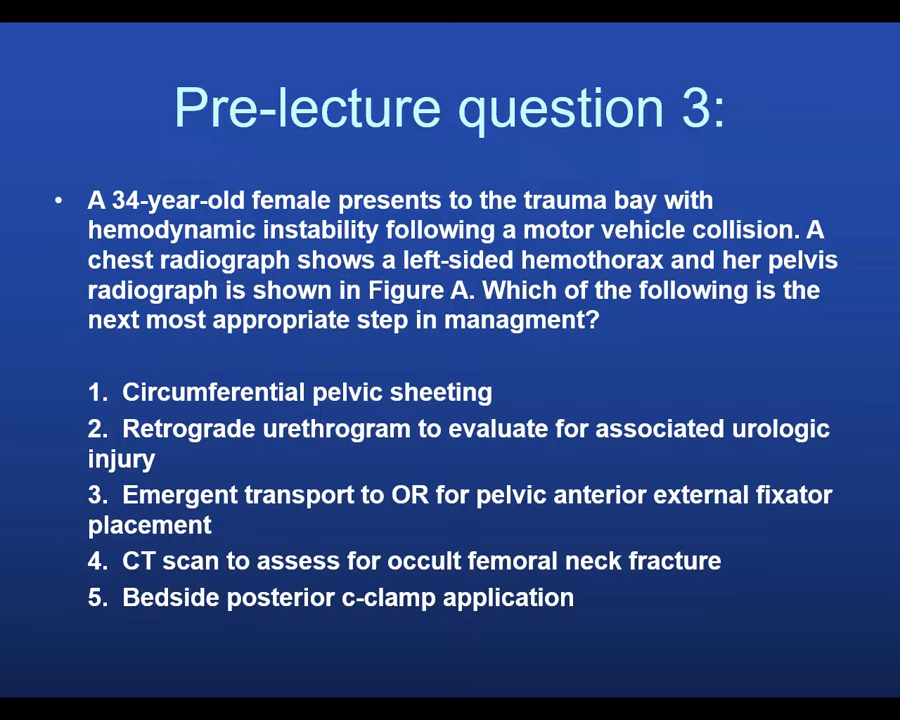 Pre-lecture question 3:
• A 34-year-old female presents to the trauma bay with
hemodynamic instability following a motor vehicle collision. A
chest radiograph shows a left-sided hemothorax and her pelvis
radiograph is shown in Figure A. Which of the following is the
next most appropriate step in managment?
1. Circumferential pelvic sheeting
2. Retrograde urethrogram to evaluate for associated urologic
injury
3. Emergent transport to OR for pelvic anterior external fixator
placement
4. CT scan to assess for occult femoral neck fracture
5. Bedside posterior c-clamp application